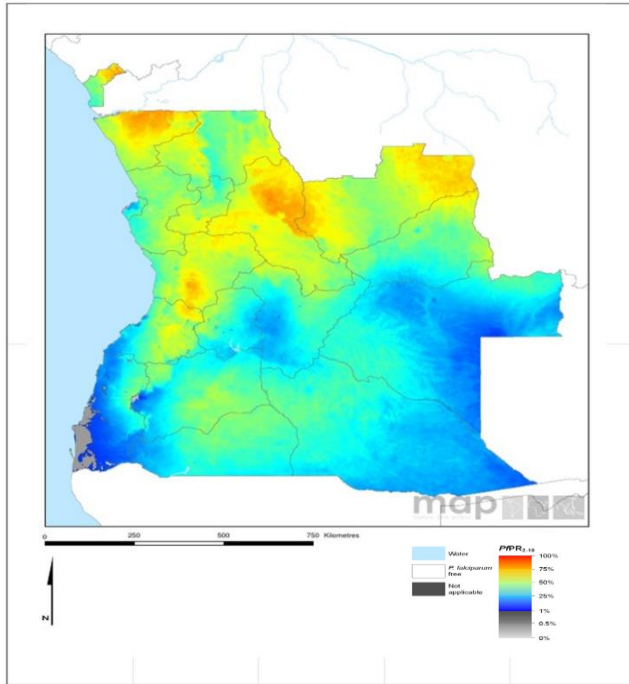 map
0 250 500 750 Kilometres
N
Water
P. falciparum
free
Not
applicable
PfPR2-10
100%
75%
50%
25%
1%
0.5%
0%